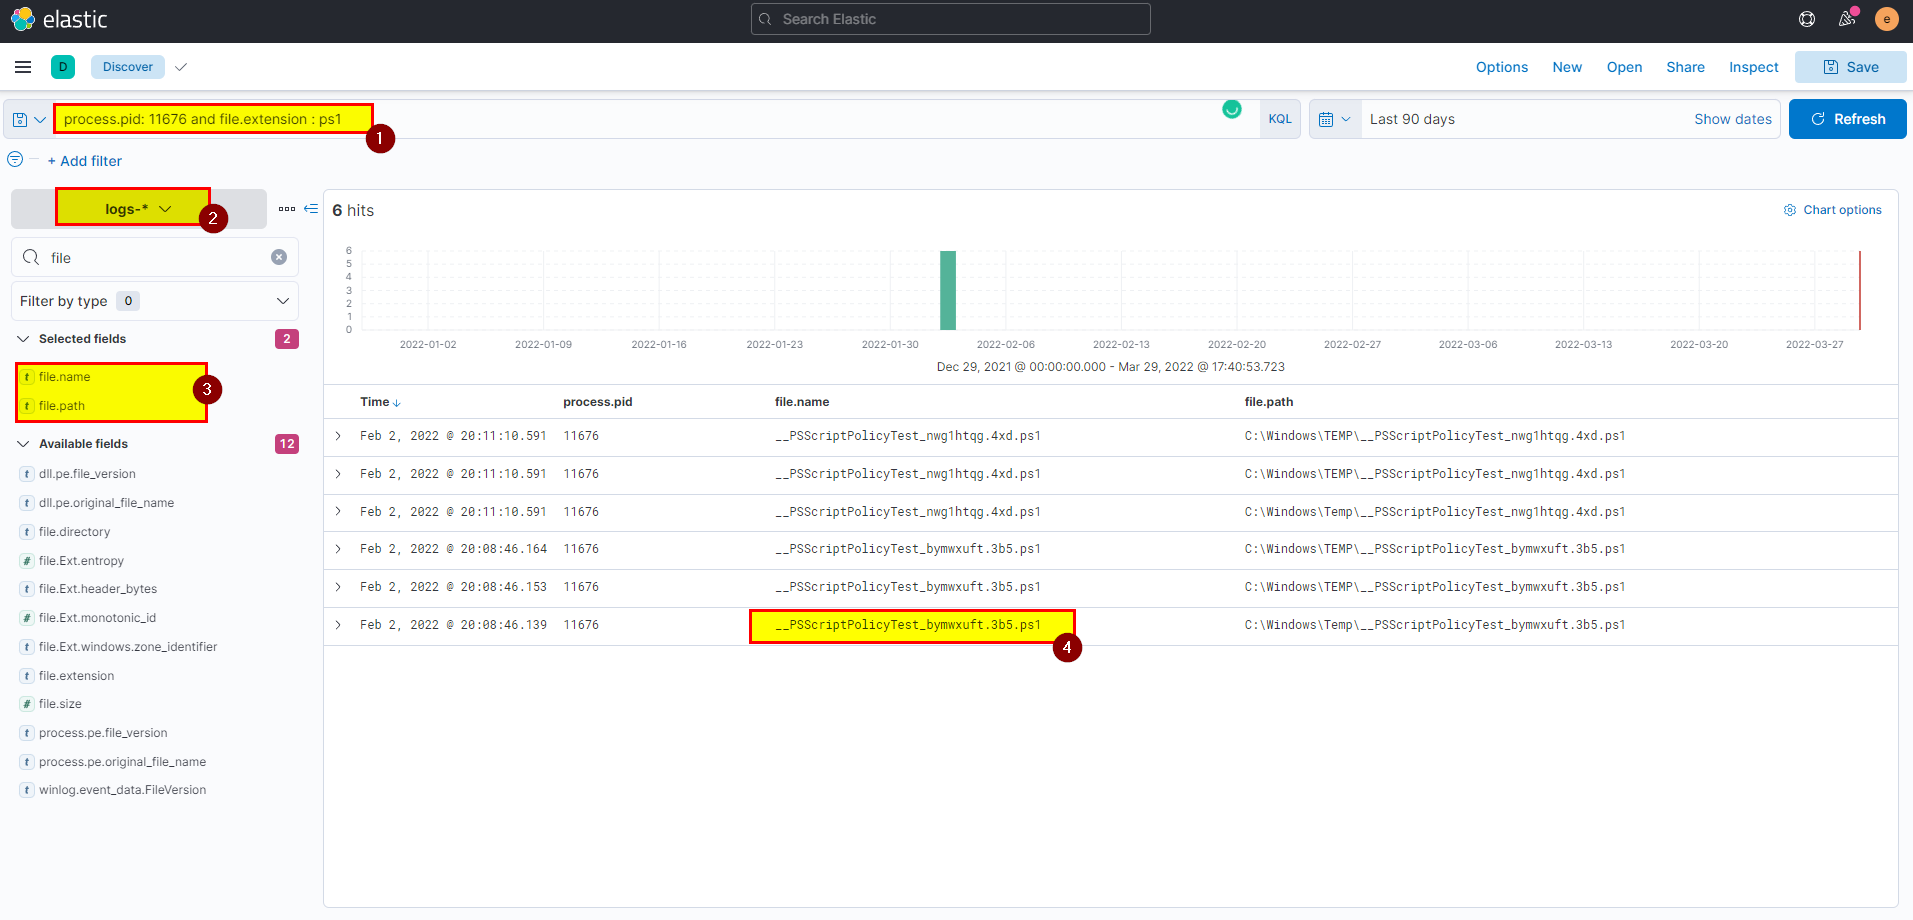 elastic
Search Elastic
e
D
Discover
Options
New
Open
Share
Inspect
Save
process.pid: 11676 and file.extension : ps1
1
KQL
Last 90 days
Show dates
Refresh
+ Add filter
logs-*
2
6 hits
Chart options
file
Filter by type 0
Selected fields 2
t file.name
t file.path
3
Available fields 12
t dll.pe.file_version
t dll.pe.original_file_name
t file.directory
# file.Ext.entropy
t file.Ext.header_bytes
# file.Ext.monotonic_id
t file.Ext.windows.zone_identifier
t file.extension
# file.size
t process.pe.file_version
t process.pe.original_file_name
t winlog.event_data.FileVersion
6
5
4
3
2
1
0
2022-01-02 2022-01-09 2022-01-16 2022-01-23 2022-01-30 2022-02-06 2022-02-13 2022-02-20 2022-02-27 2022-03-06 2022-03-13 2022-03-20 2022-03-27
Dec 29, 2021 @ 00:00:00.000 - Mar 29, 2022 @ 17:40:53.723
Time process.pid file.name file.path
Feb 2, 2022 @ 20:11:10.591 11676 __PSScriptPolicyTest_nwg1htqg.4xd.ps1 C:\Windows\TEMP\__PSScriptPolicyTest_nwg1htqg.4xd.ps1
Feb 2, 2022 @ 20:11:10.591 11676 __PSScriptPolicyTest_nwg1htqg.4xd.ps1 C:\Windows\TEMP\__PSScriptPolicyTest_nwg1htqg.4xd.ps1
Feb 2, 2022 @ 20:11:10.591 11676 __PSScriptPolicyTest_nwg1htqg.4xd.ps1 C:\Windows\Temp\__PSScriptPolicyTest_nwg1htqg.4xd.ps1
Feb 2, 2022 @ 20:08:46.164 11676 __PSScriptPolicyTest_bymwxuft.3b5.ps1 C:\Windows\TEMP\__PSScriptPolicyTest_bymwxuft.3b5.ps1
Feb 2, 2022 @ 20:08:46.153 11676 __PSScriptPolicyTest_bymwxuft.3b5.ps1 C:\Windows\TEMP\__PSScriptPolicyTest_bymwxuft.3b5.ps1
Feb 2, 2022 @ 20:08:46.139 11676 __PSScriptPolicyTest_bymwxuft.3b5.ps1 C:\Windows\Temp\__PSScriptPolicyTest_bymwxuft.3b5.ps1
4